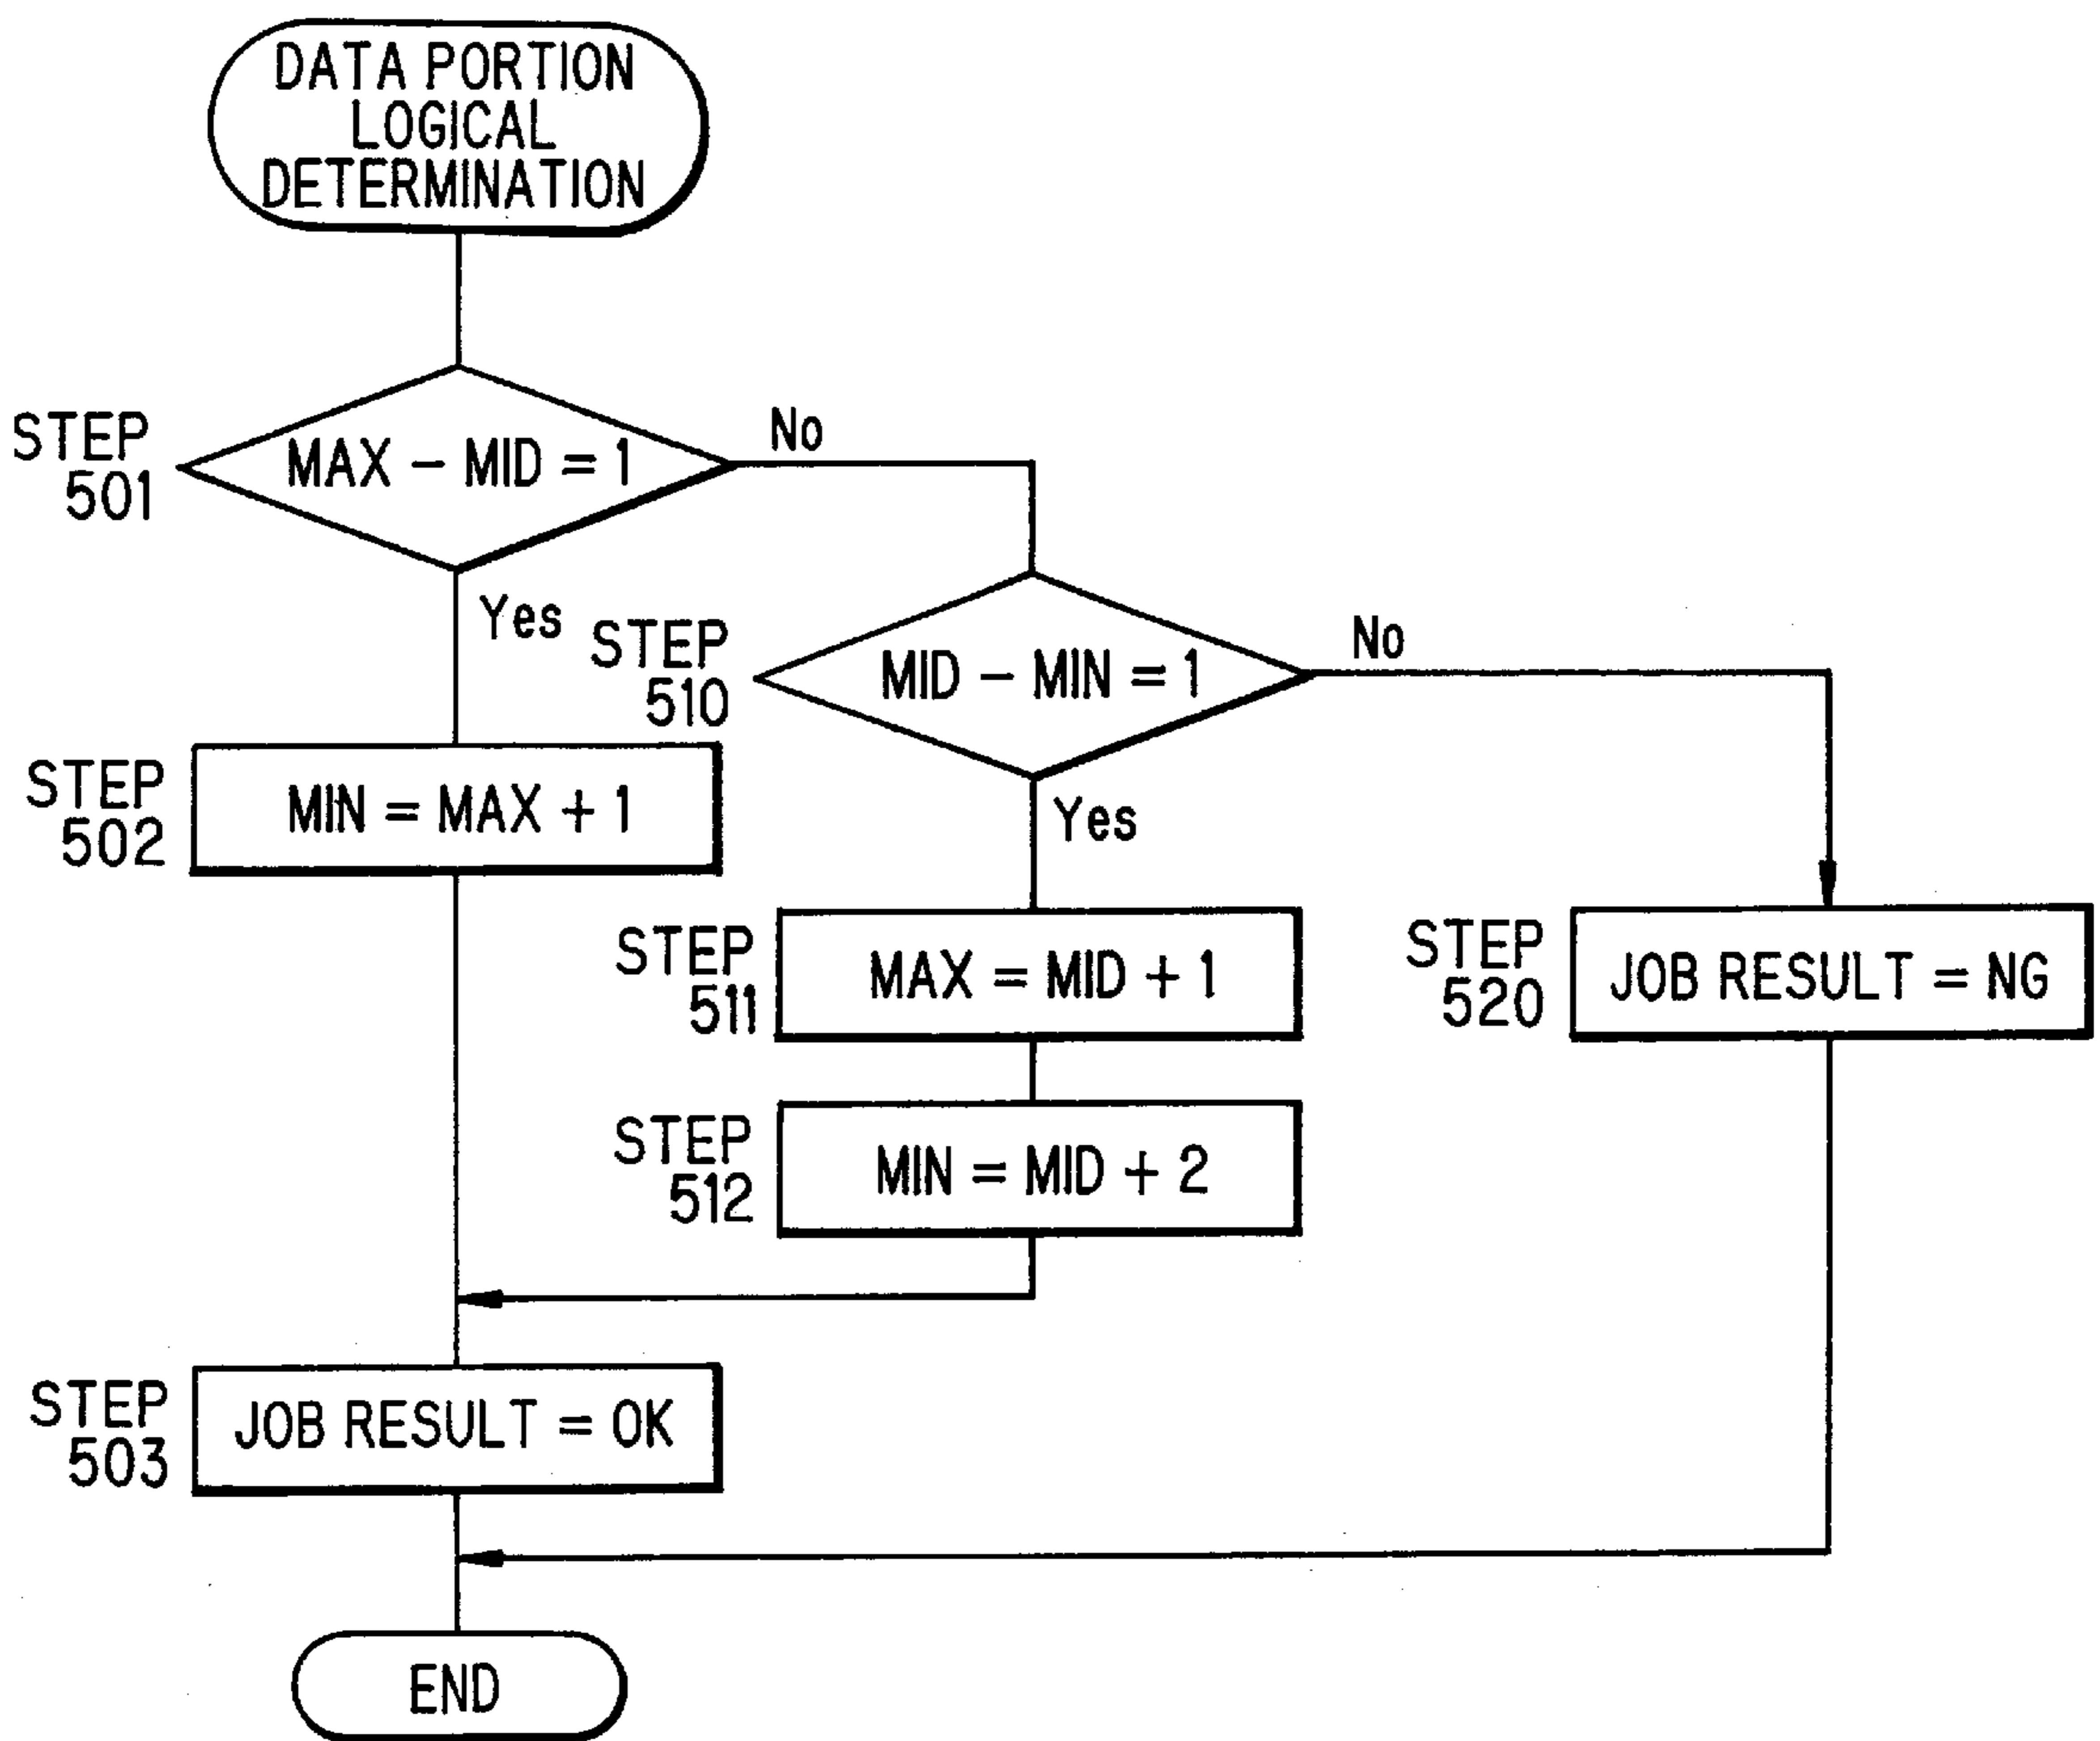 DATA PORTION
LOGICAL
DETERMINATION
STEP
501
MAX – MID = 1
No
Yes
STEP
510
MID – MIN = 1
No
Yes
STEP
502
MIN = MAX + 1
STEP
511
MAX = MID + 1
STEP
520
JOB RESULT = NG
STEP
512
MIN = MID + 2
STEP
503
JOB RESULT = OK
END